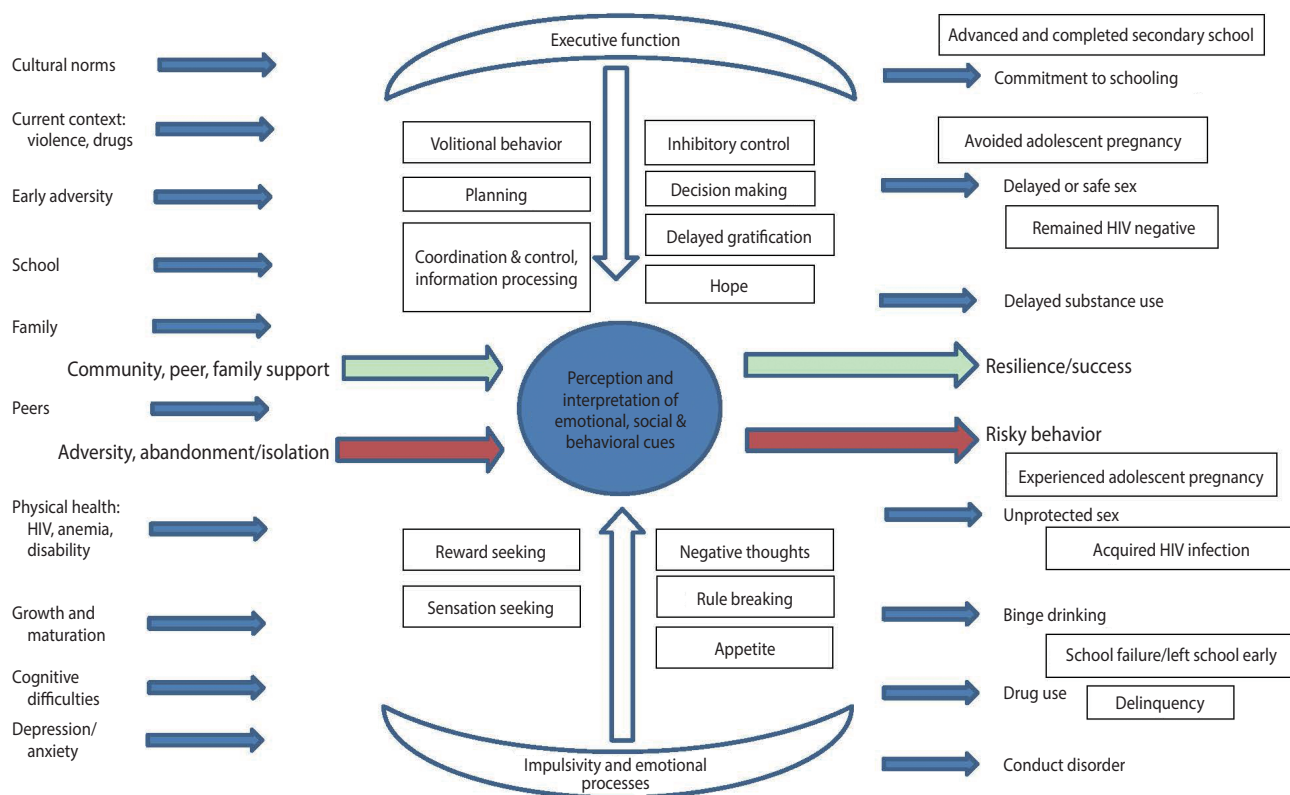 Cultural norms
Current context:
violence, drugs
Early adversity
School
Family
Community, peer, family support
Peers
Adversity, abandonment/isolation
Physical health:
HIV, anemia,
disability
Growth and
maturation
Cognitive
difficulties
Depression/
anxiety
Executive function
Volitional behavior
Planning
Coordination & control,
information processing
Inhibitory control
Decision making
Delayed gratification
Hope
Perception and
interpretation of
emotional, social &
behavioral cues
Reward seeking
Sensation seeking
Negative thoughts
Rule breaking
Appetite
Impulsivity and emotional
processes
Advanced and completed secondary school
Commitment to schooling
Avoided adolescent pregnancy
Delayed or safe sex
Remained HIV negative
Delayed substance use
Resilience/success
Risky behavior
Experienced adolescent pregnancy
Unprotected sex
Acquired HIV infection
Binge drinking
School failure/left school early
Drug use
Delinquency
Conduct disorder